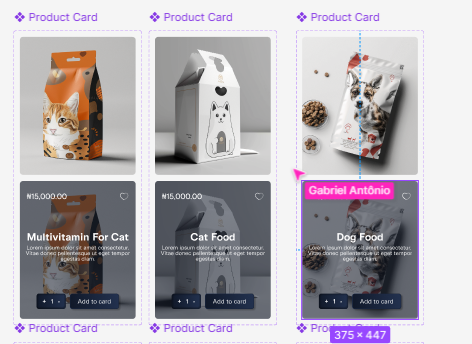 Product Card
Product Card
Product Card
₦15,000.00
₦15,000.00
Gabriel Antônio
Multivitamin For Cat
Lorem ipsum dolor sit amet consectetur.
Vitae donec pellentesque ut eget tempor
egestas diam.
Cat Food
Lorem ipsum dolor sit amet consectetur.
Vitae donec pellentesque ut eget tempor
egestas diam.
Dog Food
Lorem ipsum dolor sit amet consectetur.
Vitae donec pellentesque ut eget tempor
egestas diam.
+ 1 -
Add to card
+ 1 -
Add to card
+ 1 -
Add to card
Product Card
Product Card
375 × 447